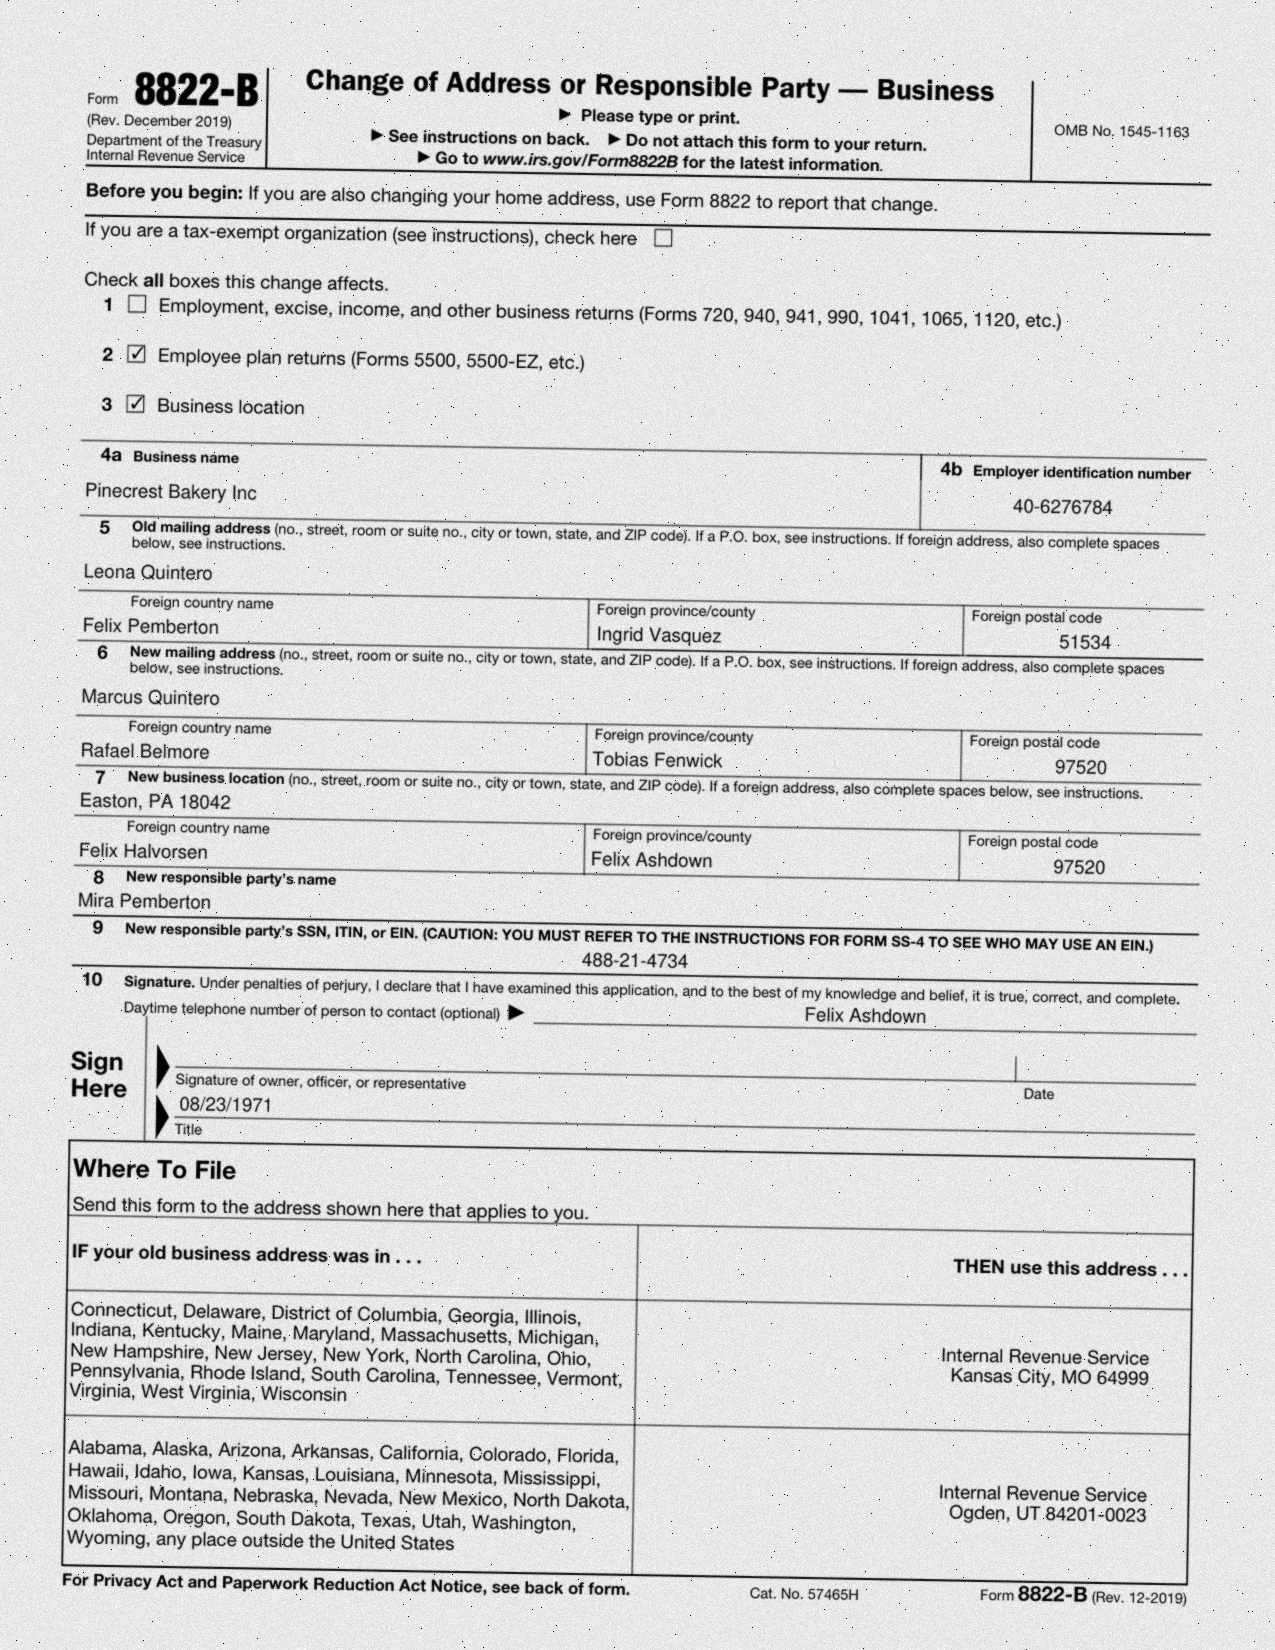 Form 8822-B
(Rev. December 2019)
Department of the Treasury
Internal Revenue Service
Change of Address or Responsible Party — Business
▶ Please type or print.
▶ See instructions on back. ▶ Do not attach this form to your return.
▶ Go to www.irs.gov/Form8822B for the latest information.
OMB No. 1545-1163
Before you begin: If you are also changing your home address, use Form 8822 to report that change.
If you are a tax-exempt organization (see instructions), check here ☐
Check all boxes this change affects.
1 ☐ Employment, excise, income, and other business returns (Forms 720, 940, 941, 990, 1041, 1065, 1120, etc.)
2 ☑ Employee plan returns (Forms 5500, 5500-EZ, etc.)
3 ☑ Business location
4a Business name
Pinecrest Bakery Inc
4b Employer identification number
40-6276784
5 Old mailing address (no., street, room or suite no., city or town, state, and ZIP code). If a P.O. box, see instructions. If foreign address, also complete spaces
below, see instructions.
Leona Quintero
Foreign country name
Felix Pemberton
Foreign province/county
Ingrid Vasquez
Foreign postal code
51534
6 New mailing address (no., street, room or suite no., city or town, state, and ZIP code). If a P.O. box, see instructions. If foreign address, also complete spaces
below, see instructions.
Marcus Quintero
Foreign country name
Rafael Belmore
Foreign province/county
Tobias Fenwick
Foreign postal code
97520
7 New business location (no., street, room or suite no., city or town, state, and ZIP code). If a foreign address, also complete spaces below, see instructions.
Easton, PA 18042
Foreign country name
Felix Halvorsen
Foreign province/county
Felix Ashdown
Foreign postal code
97520
8 New responsible party's name
Mira Pemberton
9 New responsible party's SSN, ITIN, or EIN. (CAUTION: YOU MUST REFER TO THE INSTRUCTIONS FOR FORM SS-4 TO SEE WHO MAY USE AN EIN.)
488-21-4734
10 Signature. Under penalties of perjury, I declare that I have examined this application, and to the best of my knowledge and belief, it is true, correct, and complete.
Daytime telephone number of person to contact (optional) ▶ Felix Ashdown
Sign
Here
Signature of owner, officer, or representative
Date
08/23/1971
Title
Where To File
Send this form to the address shown here that applies to you.
IF your old business address was in . . .
THEN use this address . . .
Connecticut, Delaware, District of Columbia, Georgia, Illinois,
Indiana, Kentucky, Maine, Maryland, Massachusetts, Michigan,
New Hampshire, New Jersey, New York, North Carolina, Ohio,
Pennsylvania, Rhode Island, South Carolina, Tennessee, Vermont,
Virginia, West Virginia, Wisconsin
Internal Revenue Service
Kansas City, MO 64999
Alabama, Alaska, Arizona, Arkansas, California, Colorado, Florida,
Hawaii, Idaho, Iowa, Kansas, Louisiana, Minnesota, Mississippi,
Missouri, Montana, Nebraska, Nevada, New Mexico, North Dakota,
Oklahoma, Oregon, South Dakota, Texas, Utah, Washington,
Wyoming, any place outside the United States
Internal Revenue Service
Ogden, UT 84201-0023
For Privacy Act and Paperwork Reduction Act Notice, see back of form.
Cat. No. 57465H
Form 8822-B (Rev. 12-2019)